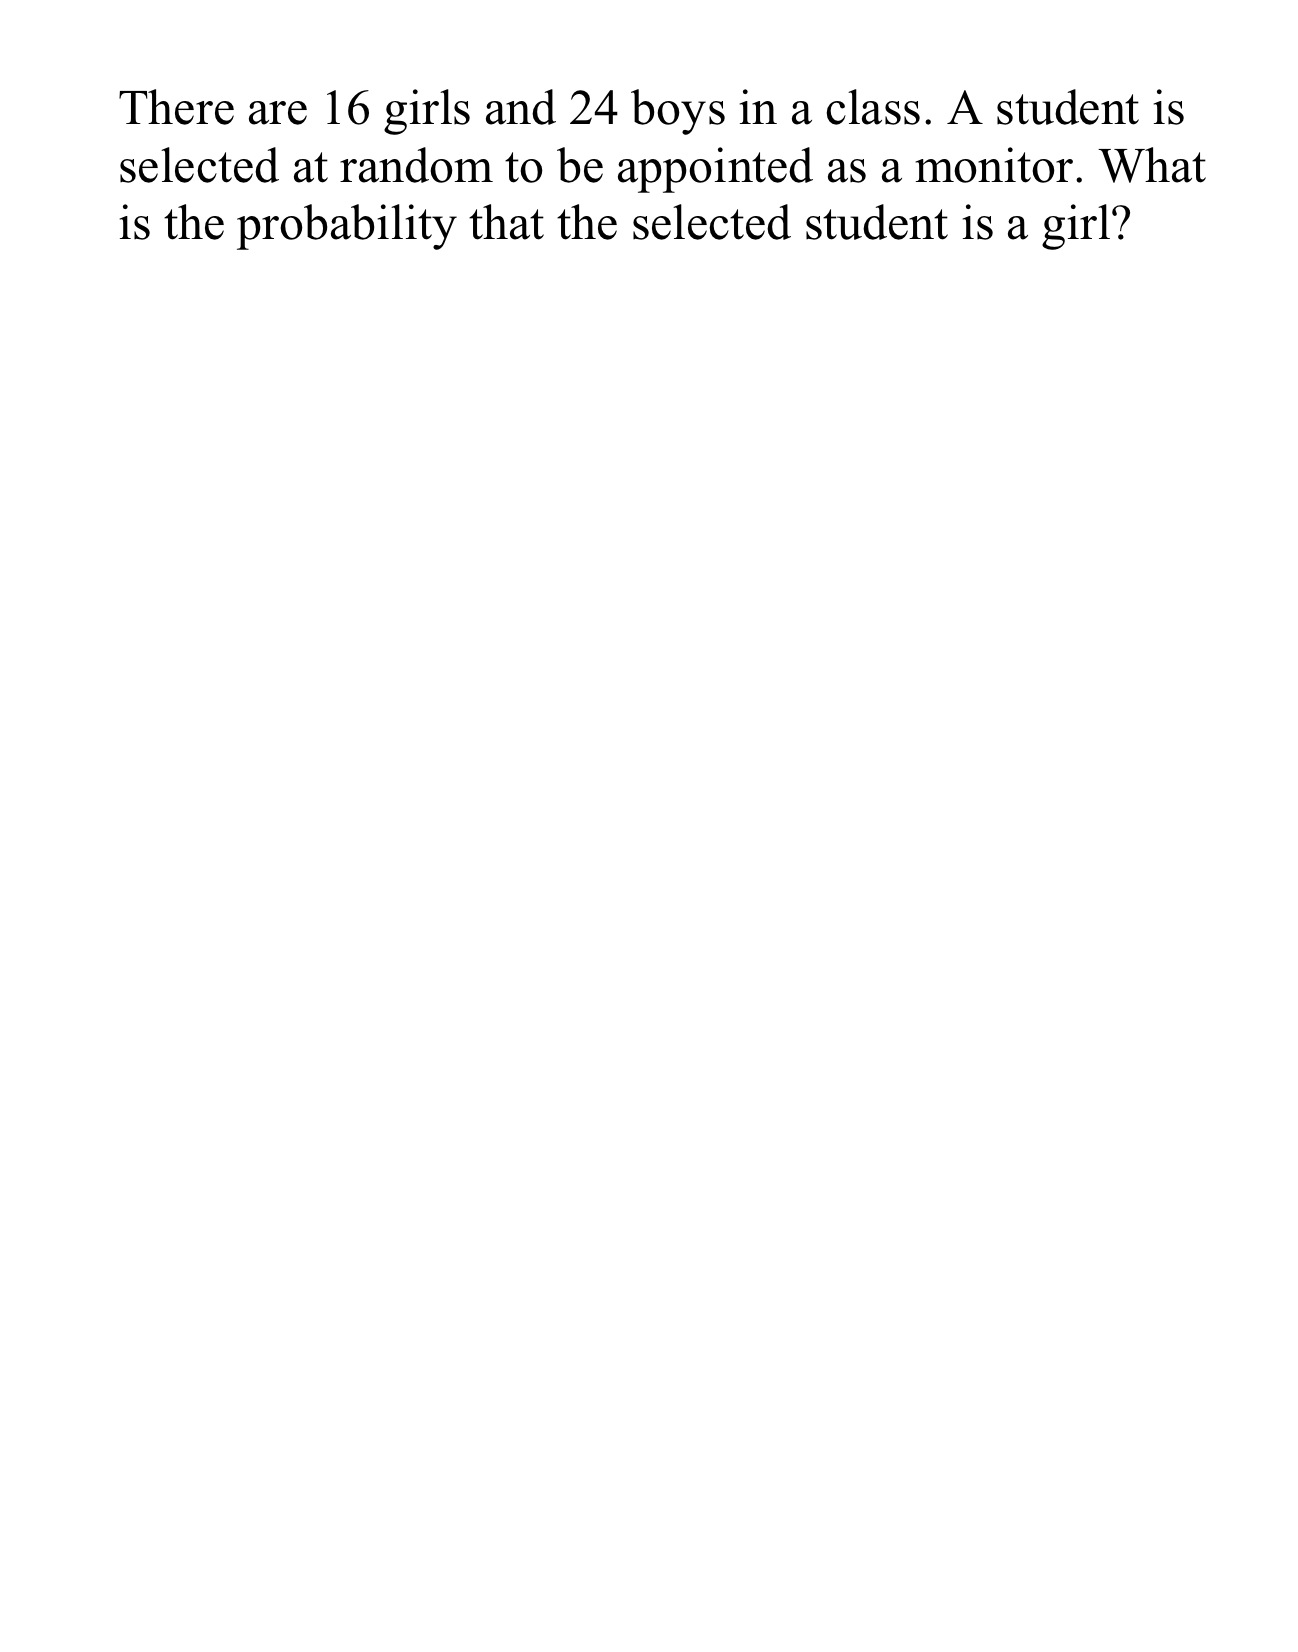 There are 16 girls and 24 boys in a class. A student is
selected at random to be appointed as a monitor. What
is the probability that the selected student is a girl?